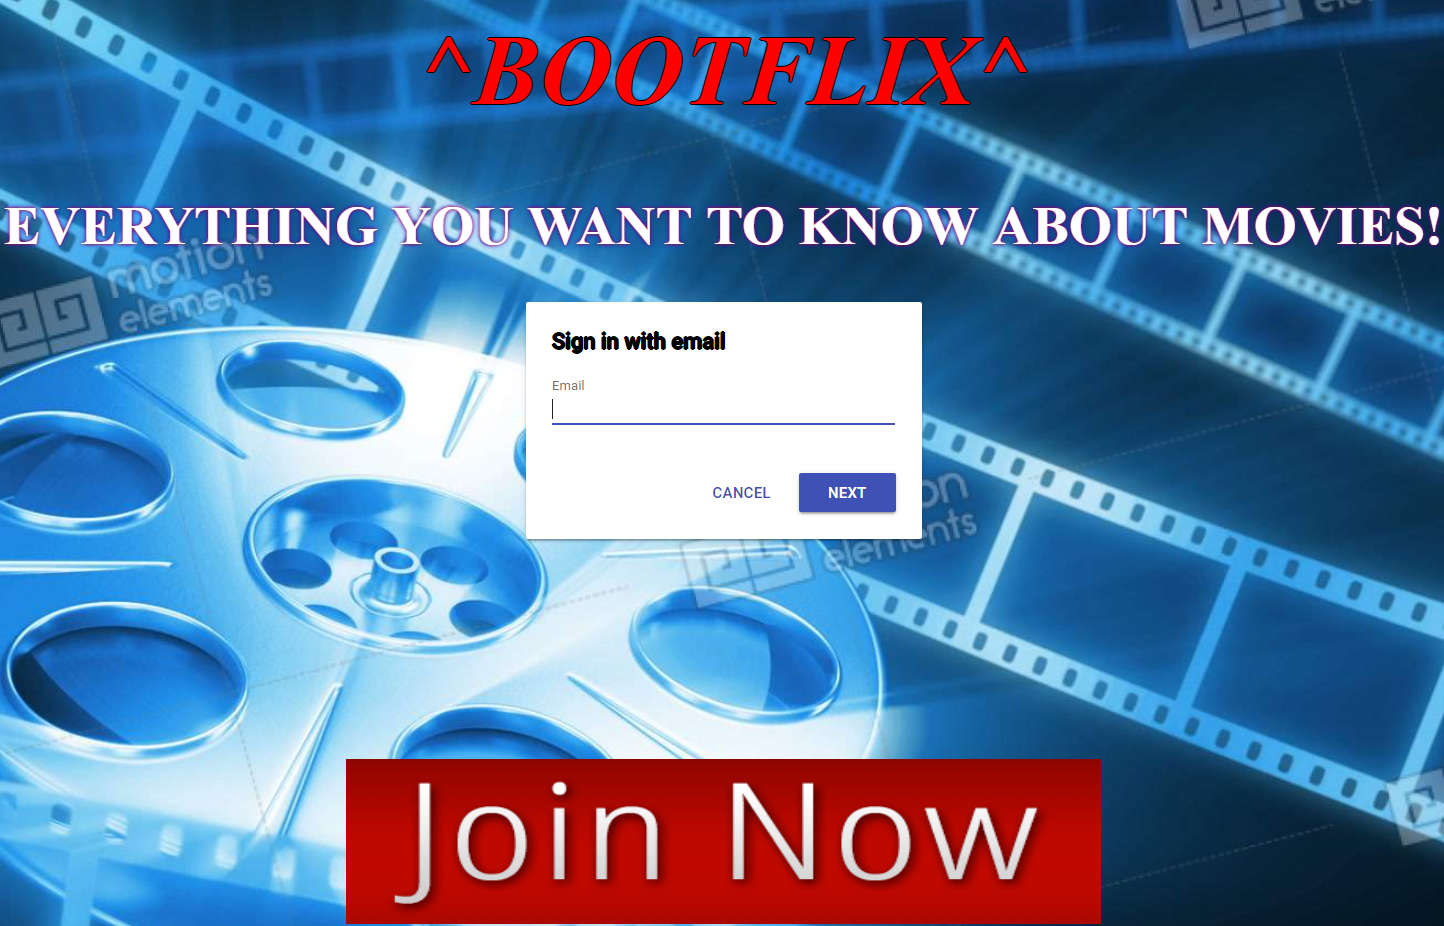 ^BOOTFLIX^
EVERYTHING YOU WANT TO KNOW ABOUT MOVIES!
motion
elements
Sign in with email
Email
CANCEL
NEXT
elements
Join Now